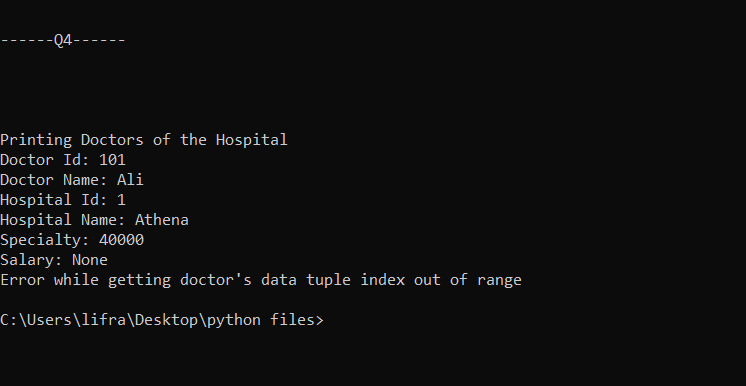 ------Q4------
Printing Doctors of the Hospital
Doctor Id: 101
Doctor Name: Ali
Hospital Id: 1
Hospital Name: Athena
Specialty: 40000
Salary: None
Error while getting doctor's data tuple index out of range
C:\Users\lifra\Desktop\python files>